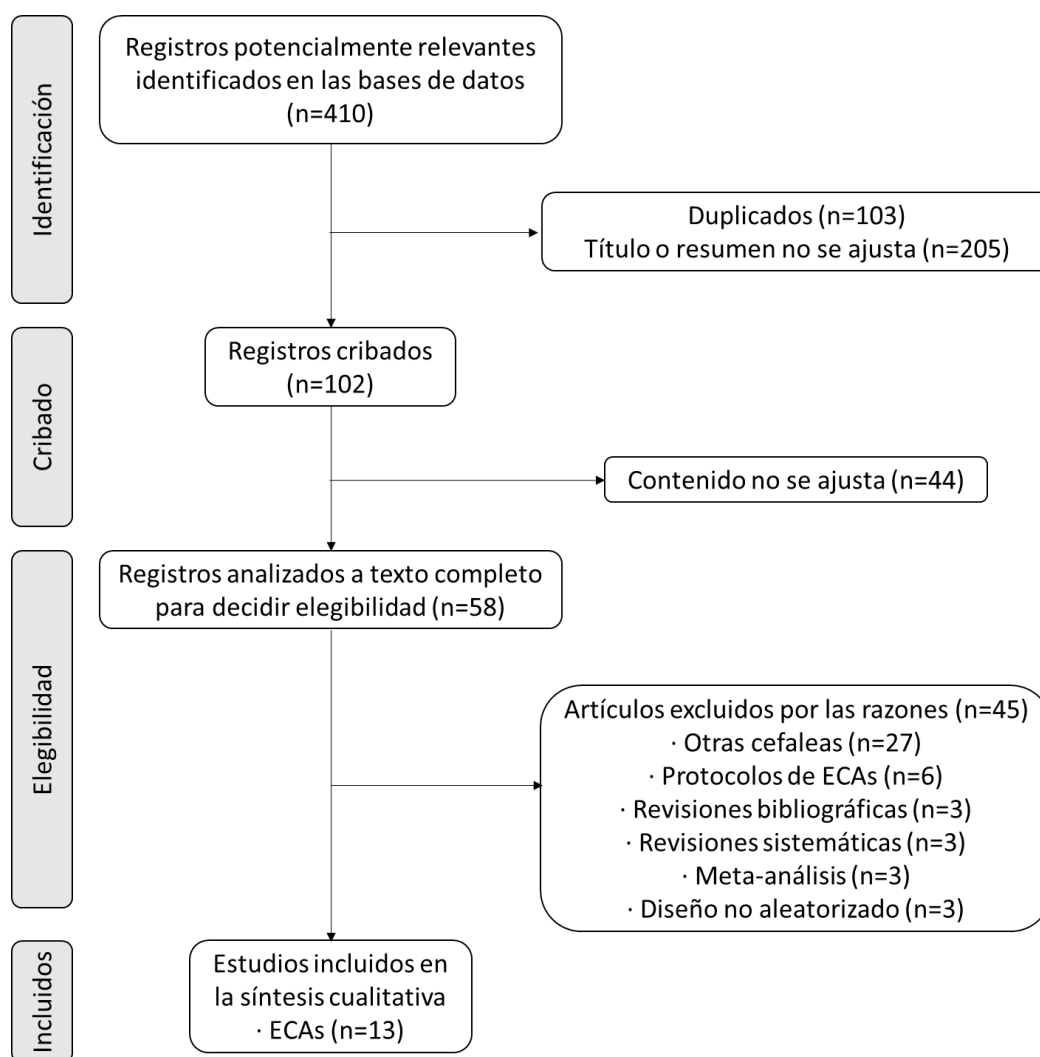 Identificación
Registros potencialmente relevantes
identificados en las bases de datos
(n=410)
Duplicados (n=103)
Título o resumen no se ajusta (n=205)
Cribado
Registros cribados
(n=102)
Contenido no se ajusta (n=44)
Elegibilidad
Registros analizados a texto completo
para decidir elegibilidad (n=58)
Artículos excluidos por las razones (n=45)
· Otras cefaleas (n=27)
· Protocolos de ECAs (n=6)
· Revisiones bibliográficas (n=3)
· Revisiones sistemáticas (n=3)
· Meta-análisis (n=3)
· Diseño no aleatorizado (n=3)
Incluidos
Estudios incluidos en
la síntesis cualitativa
· ECAs (n=13)